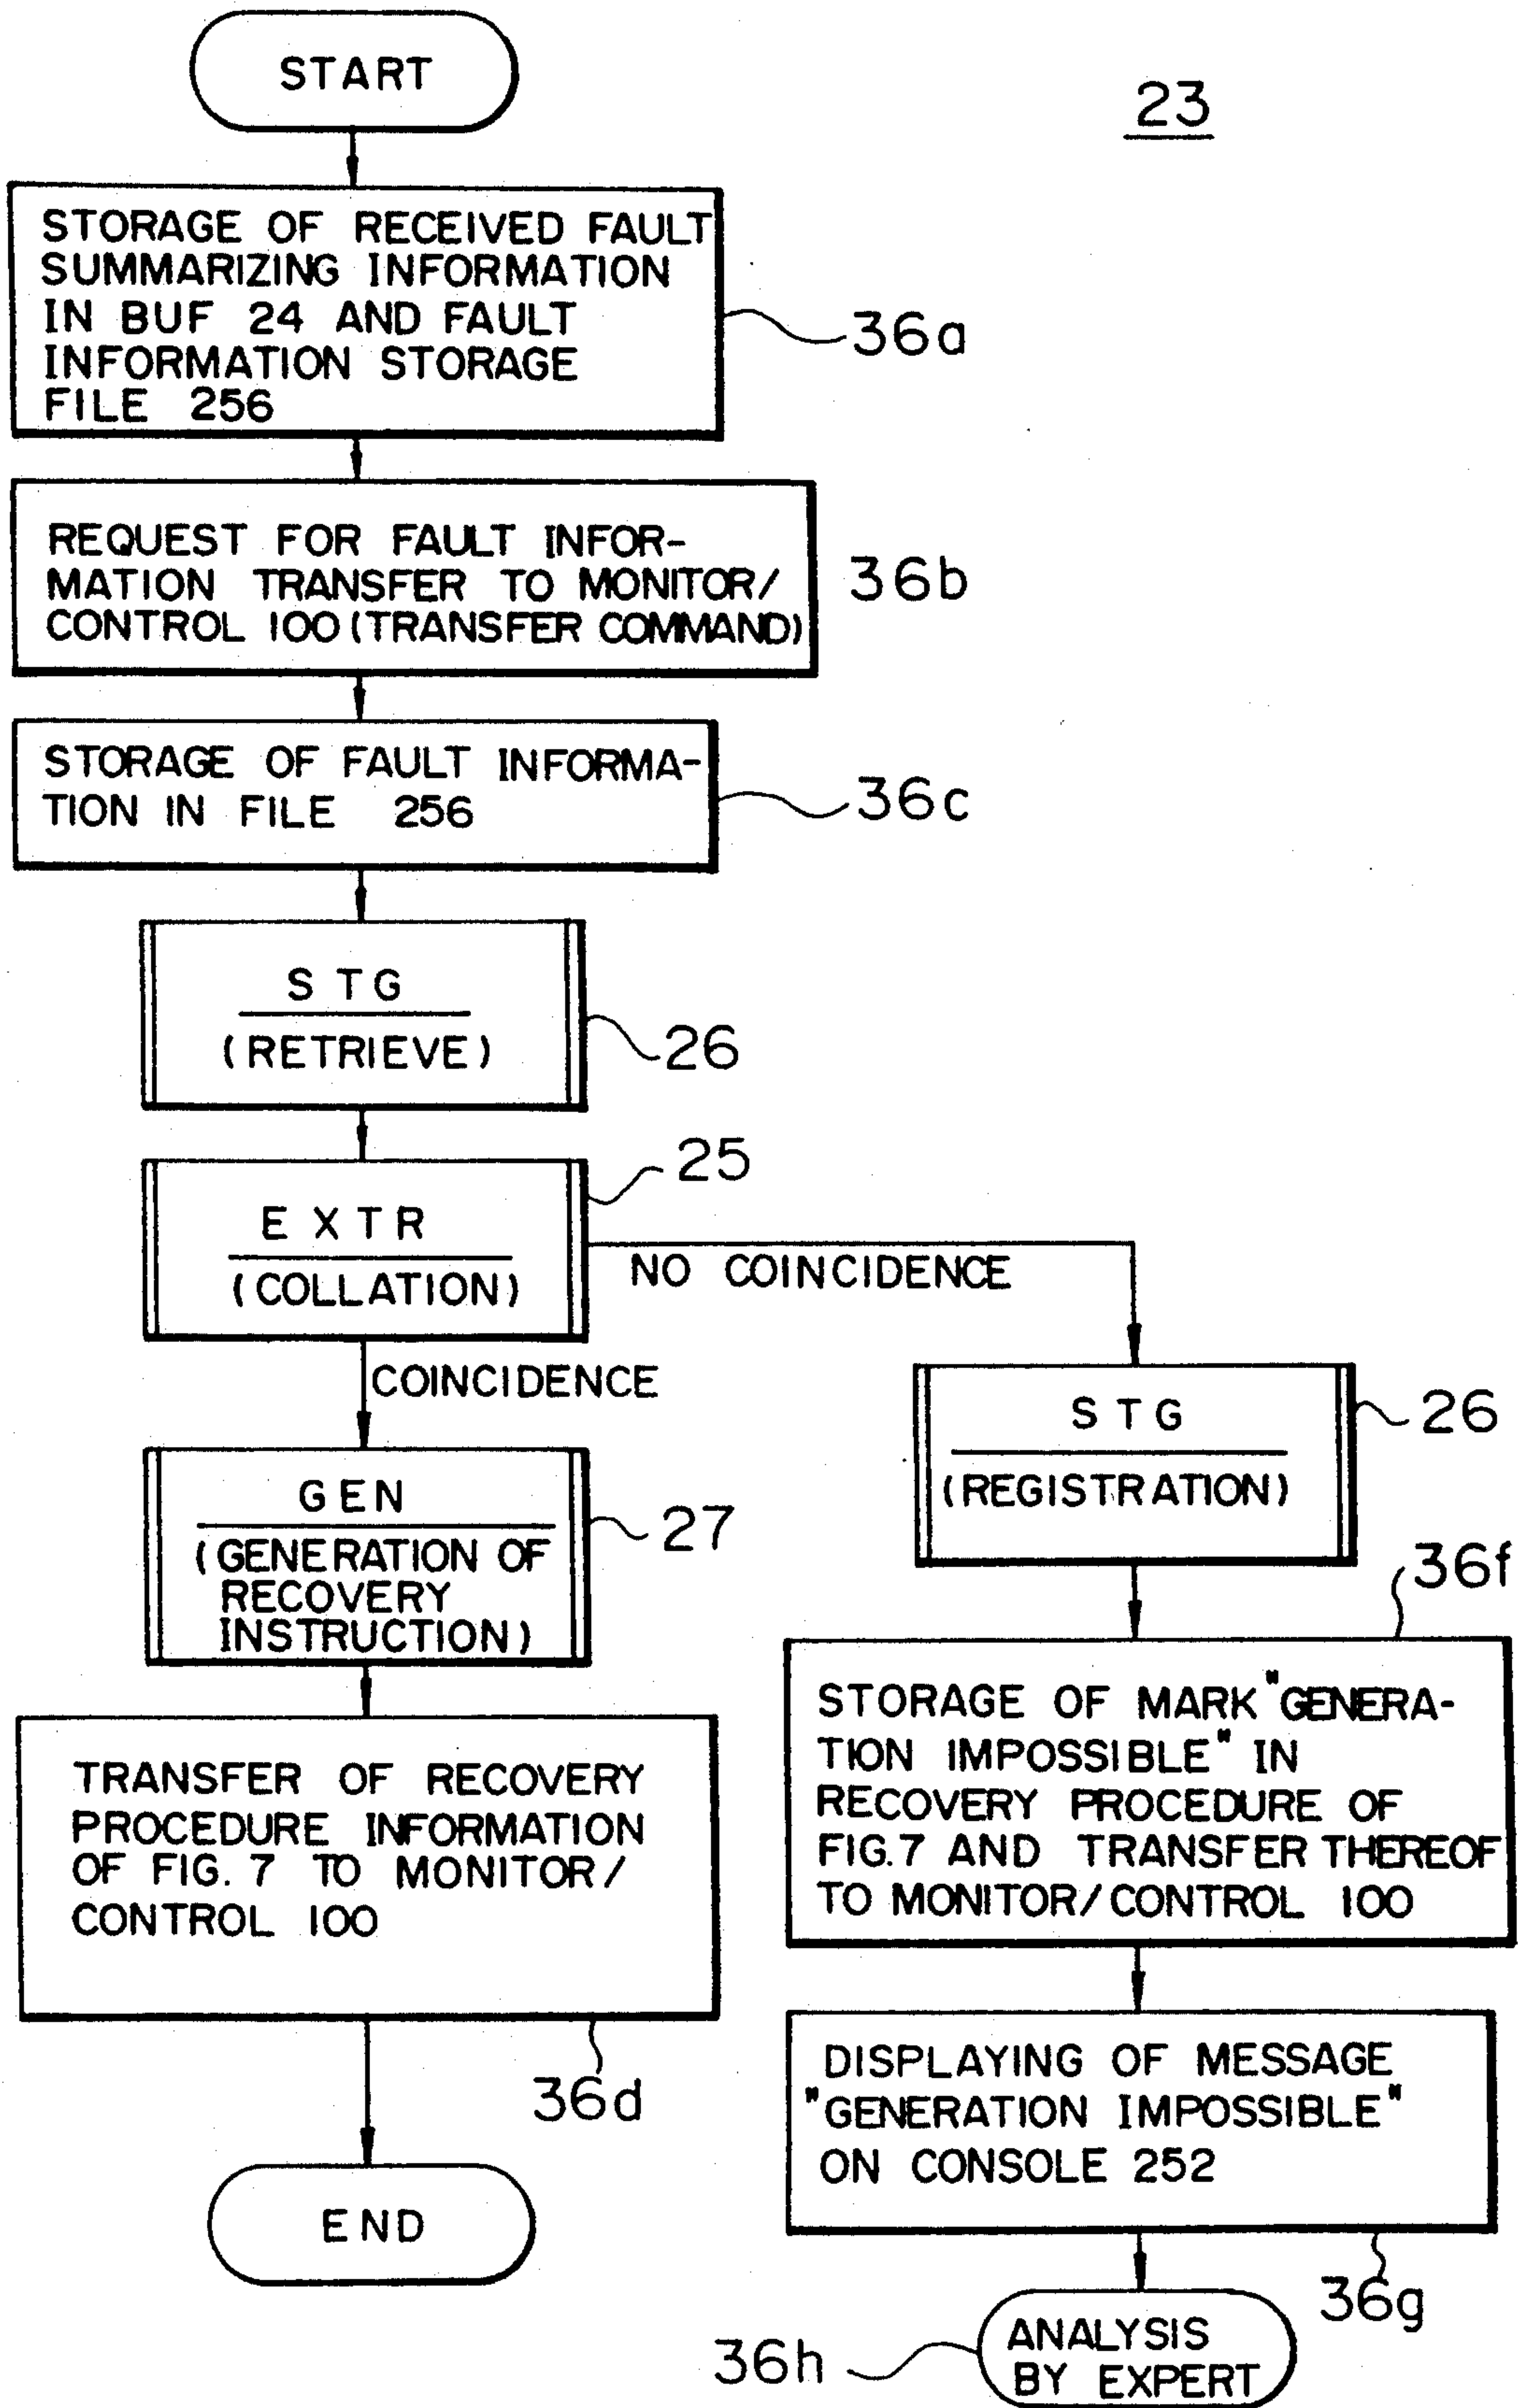 START
23
STORAGE OF RECEIVED FAULT
SUMMARIZING INFORMATION
IN BUF 24 AND FAULT
INFORMATION STORAGE
FILE 256
36a
REQUEST FOR FAULT INFOR-
MATION TRANSFER TO MONITOR/
CONTROL 100 (TRANSFER COMMAND)
36b
STORAGE OF FAULT INFORMA-
TION IN FILE 256
36c
STG
(RETRIEVE)
26
EXTR
(COLLATION)
25
NO COINCIDENCE
COINCIDENCE
STG
(REGISTRATION)
26
GEN
(GENERATION OF
RECOVERY
INSTRUCTION)
27
36f
STORAGE OF MARK "GENERA-
TION IMPOSSIBLE" IN
RECOVERY PROCEDURE OF
FIG.7 AND TRANSFER THEREOF
TO MONITOR/CONTROL 100
TRANSFER OF RECOVERY
PROCEDURE INFORMATION
OF FIG. 7 TO MONITOR/
CONTROL 100
36d
DISPLAYING OF MESSAGE
"GENERATION IMPOSSIBLE"
ON CONSOLE 252
36g
END
ANALYSIS
BY EXPERT
36h